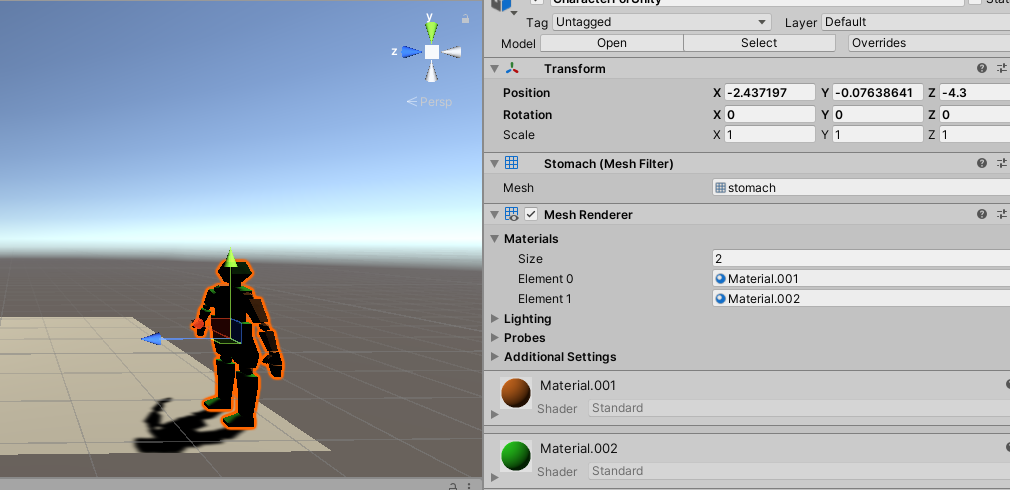 CharacterForUnity
Tag Untagged Layer Default
Model Open Select Overrides
Transform
Position X -2.437197 Y -0.07638641 Z -4.3
Rotation X 0 Y 0 Z 0
Scale X 1 Y 1 Z 1
Stomach (Mesh Filter)
Mesh stomach
Mesh Renderer
Materials
Size 2
Element 0 Material.001
Element 1 Material.002
Lighting
Probes
Additional Settings
Material.001
Shader Standard
Material.002
Shader Standard
y
z
Persp